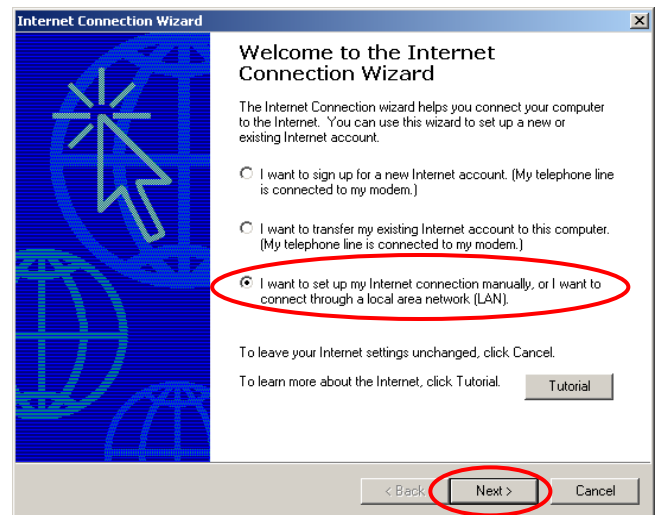 Internet Connection Wizard
Welcome to the Internet
Connection Wizard
The Internet Connection wizard helps you connect your computer
to the Internet. You can use this wizard to set up a new or
existing Internet account.
I want to sign up for a new Internet account. (My telephone line
is connected to my modem.)
I want to transfer my existing Internet account to this computer.
(My telephone line is connected to my modem.)
I want to set up my Internet connection manually, or I want to
connect through a local area network (LAN).
To leave your Internet settings unchanged, click Cancel.
To learn more about the Internet, click Tutorial.
Tutorial
< Back
Next >
Cancel